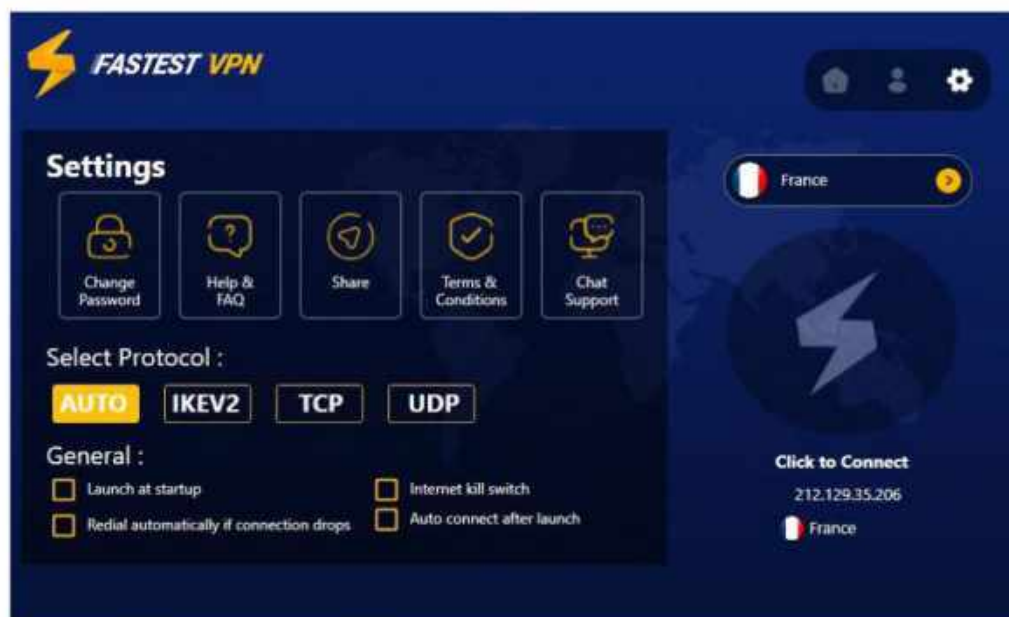 FASTEST VPN
Settings
France
Change
Password
Help &
FAQ
Share
Terms &
Conditions
Chat
Support
Select Protocol :
AUTO
IKEV2
TCP
UDP
General :
Launch at startup
Internet kill switch
Redial automatically if connection drops
Auto connect after launch
Click to Connect
212.129.35.206
France